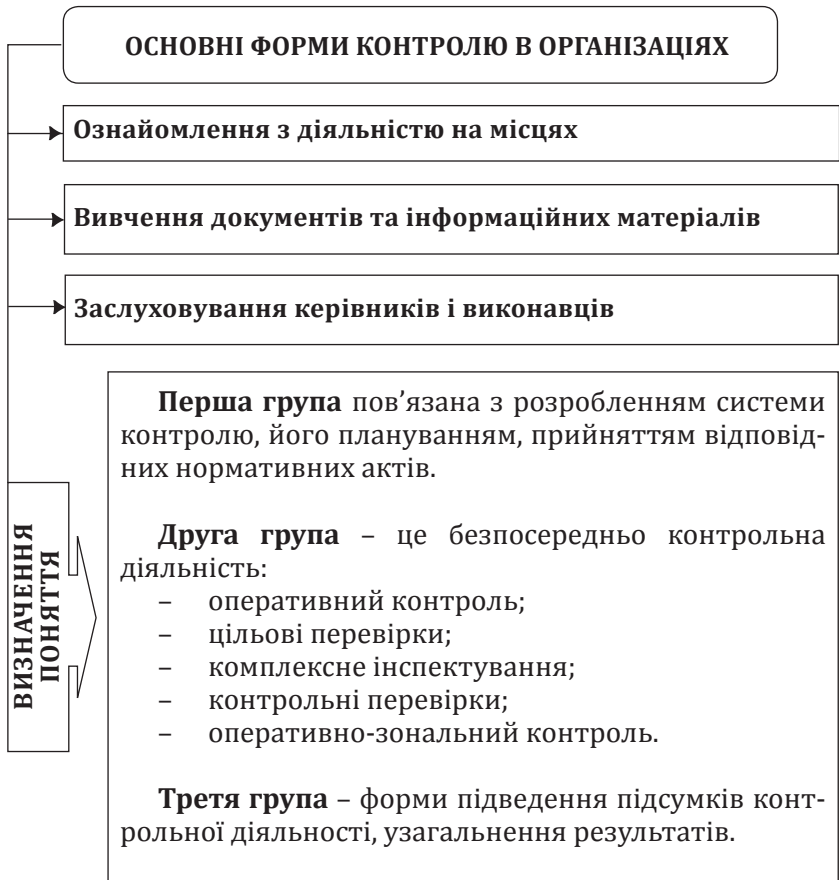 ОСНОВНІ ФОРМИ КОНТРОЛЮ В ОРГАНІЗАЦІЯХ
Ознайомлення з діяльністю на місцях
Вивчення документів та інформаційних матеріалів
Заслуховування керівників і виконавців
ВИЗНАЧЕННЯ
ПОНЯТТЯ
Перша група пов’язана з розробленням системи
контролю, його плануванням, прийняттям відповід-
них нормативних актів.
Друга група – це безпосередньо контрольна
діяльність:
– оперативний контроль;
– цільові перевірки;
– комплексне інспектування;
– контрольні перевірки;
– оперативно-зональний контроль.
Третя група – форми підведення підсумків конт-
рольної діяльності, узагальнення результатів.